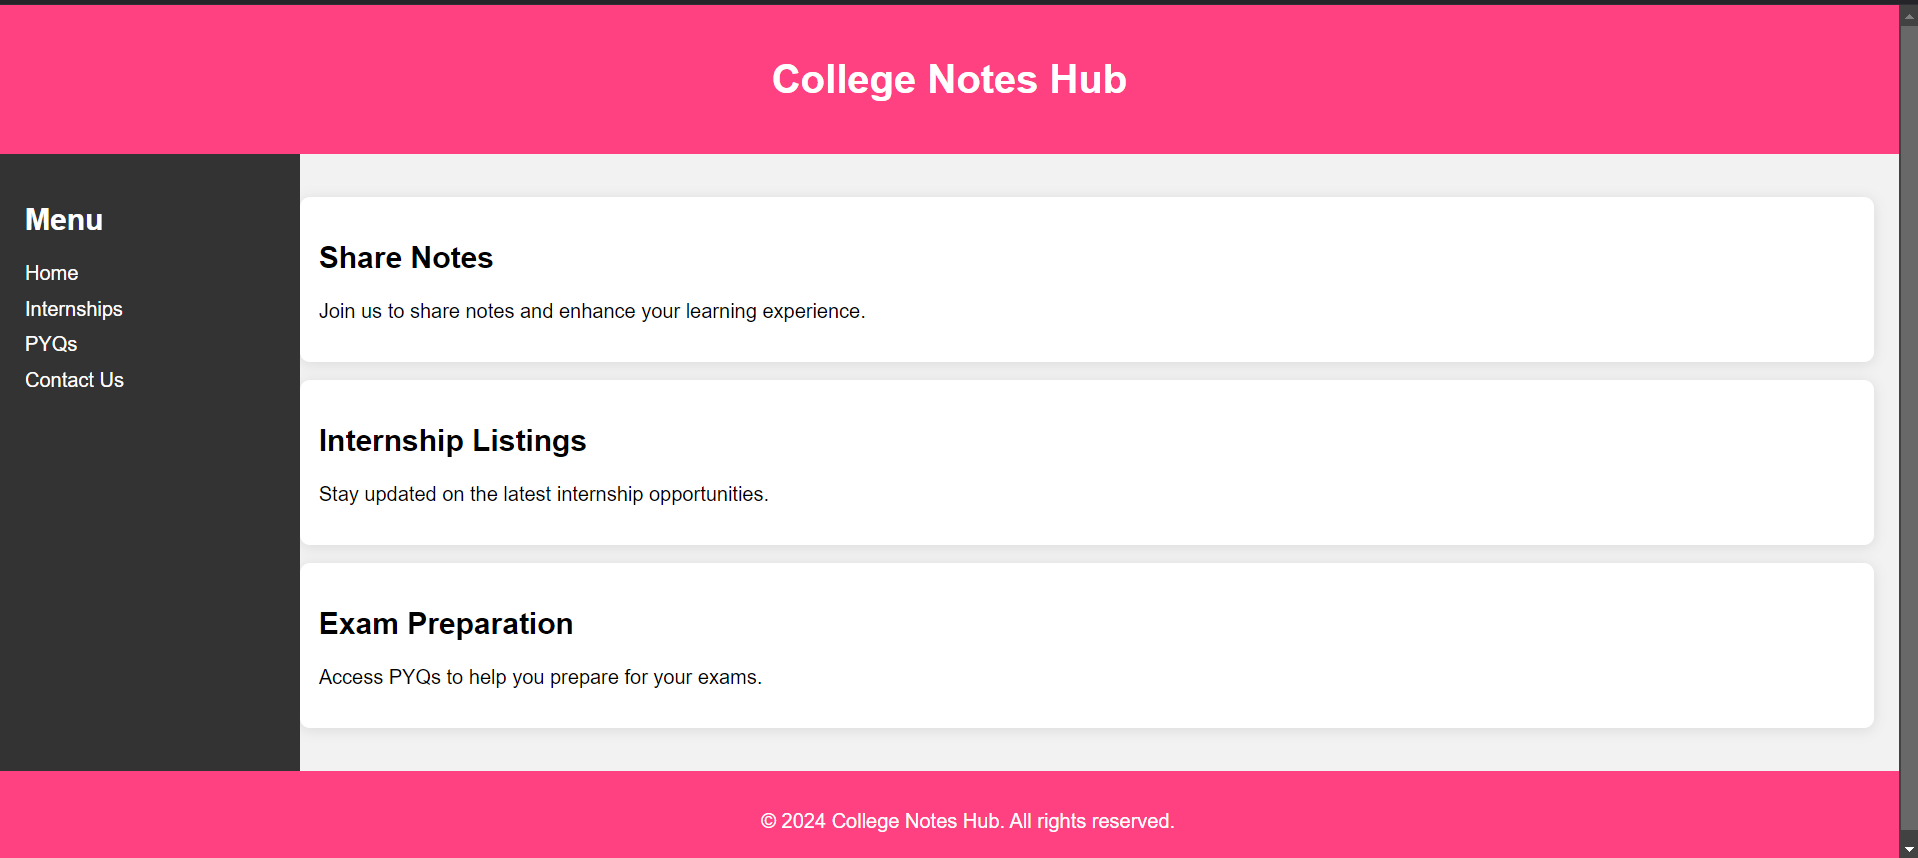 College Notes Hub
Menu
Home
Internships
PYQs
Contact Us
Share Notes
Join us to share notes and enhance your learning experience.
Internship Listings
Stay updated on the latest internship opportunities.
Exam Preparation
Access PYQs to help you prepare for your exams.
© 2024 College Notes Hub. All rights reserved.